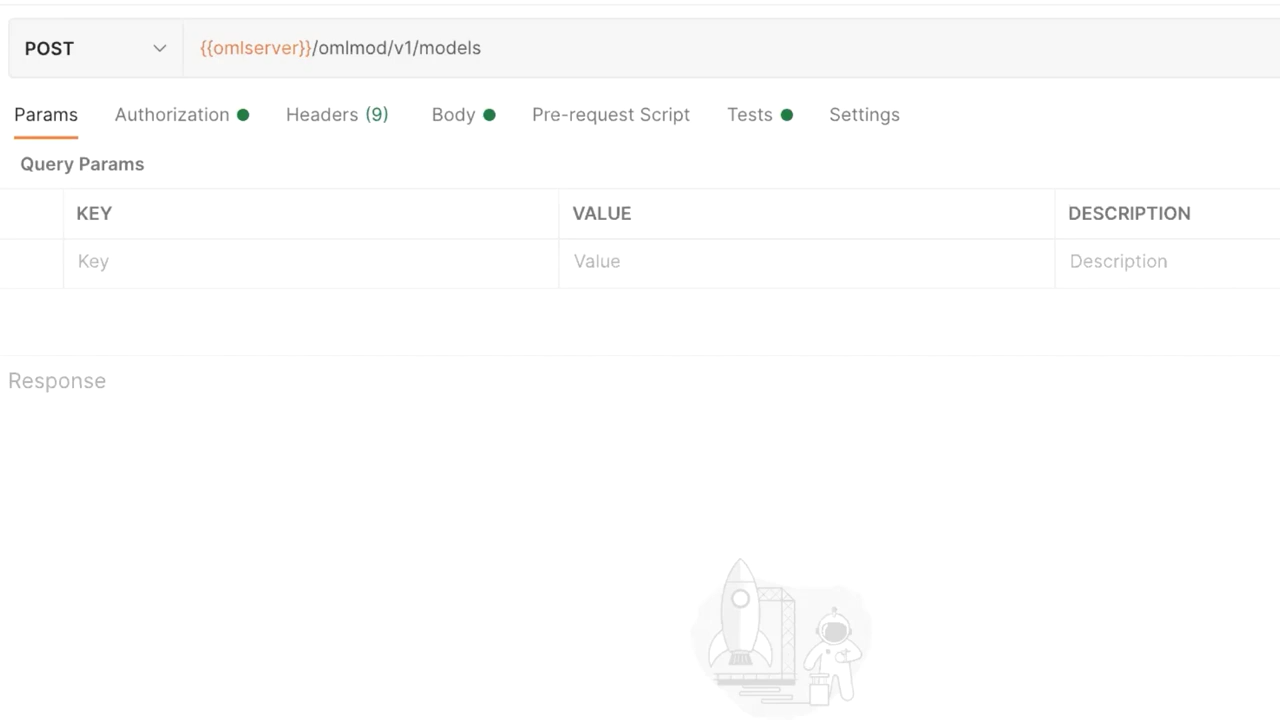 POST {{omlserver}}/omlmod/v1/models
Params Authorization Headers (9) Body Pre-request Script Tests Settings
Query Params
KEY VALUE DESCRIPTION
Key Value Description
Response